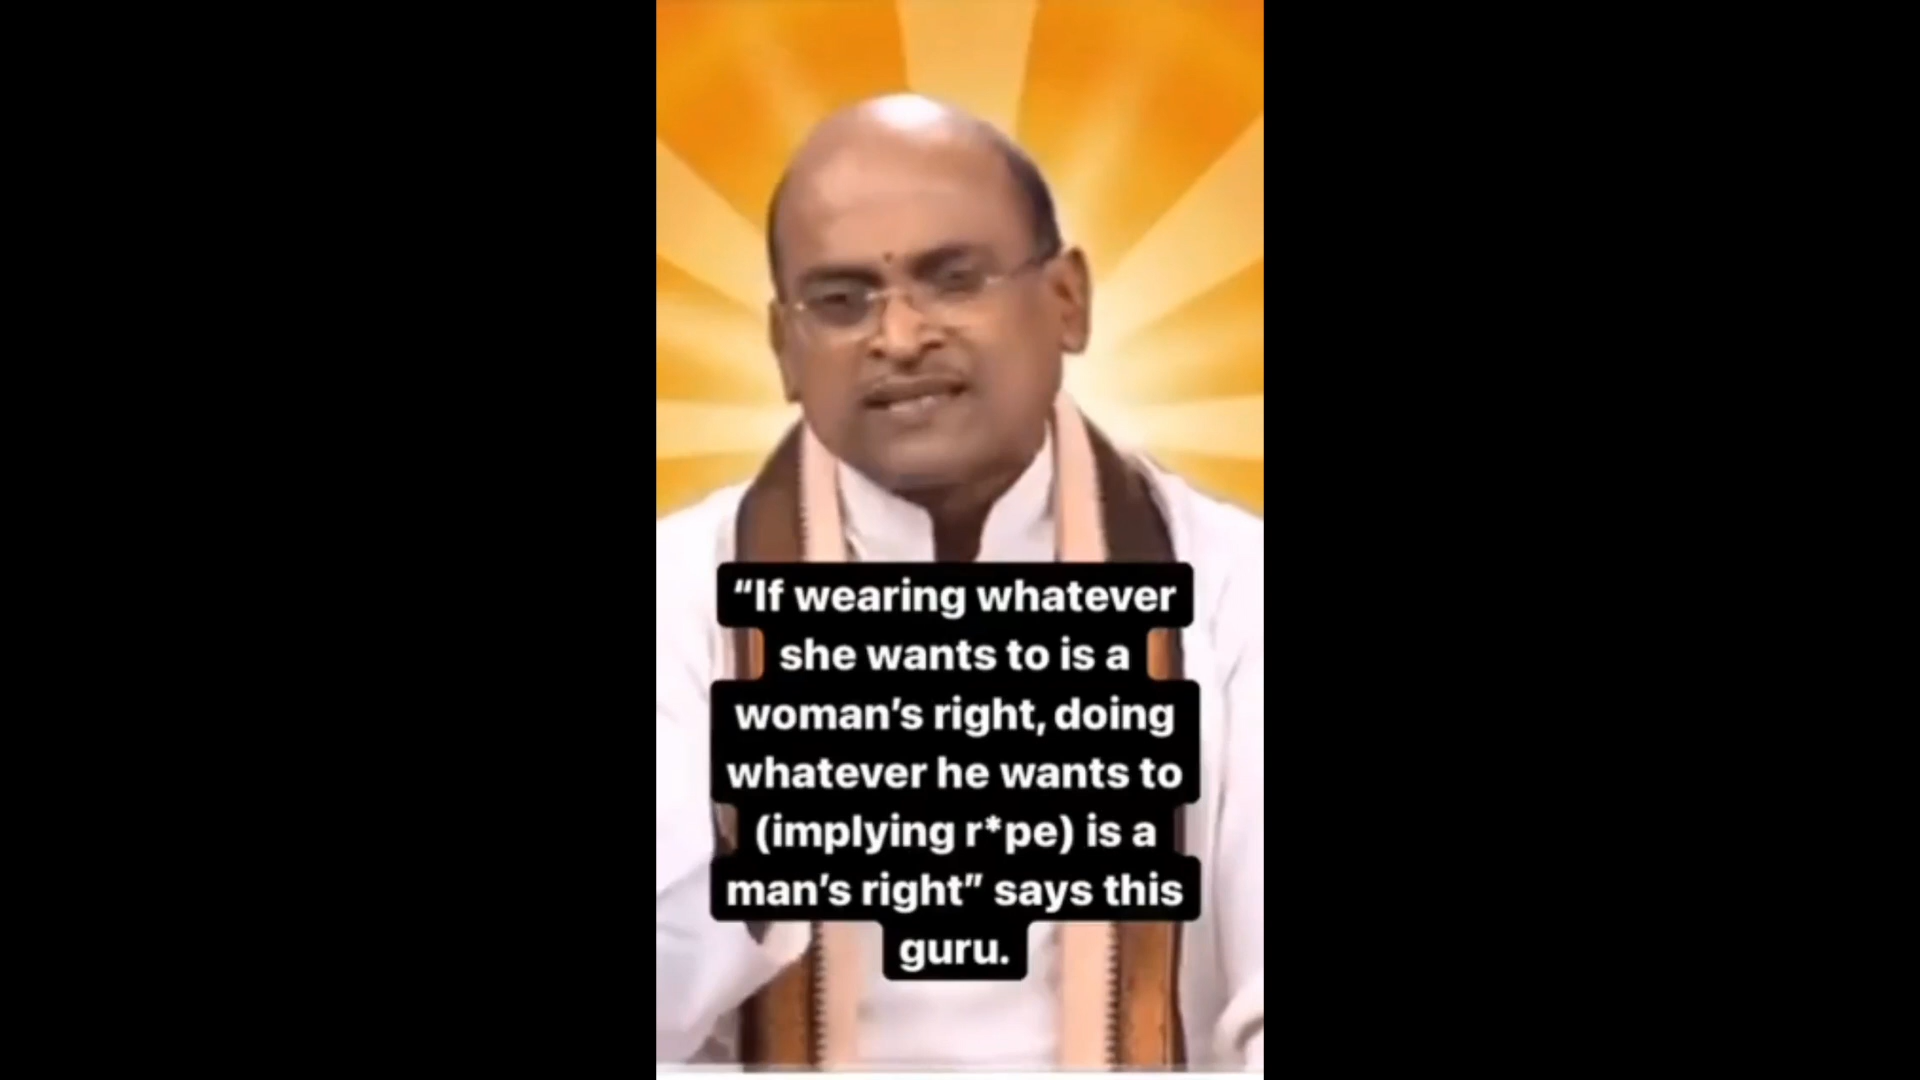 “If wearing whatever
she wants to is a
woman’s right, doing
whatever he wants to
(implying r*pe) is a
man’s right” says this
guru.